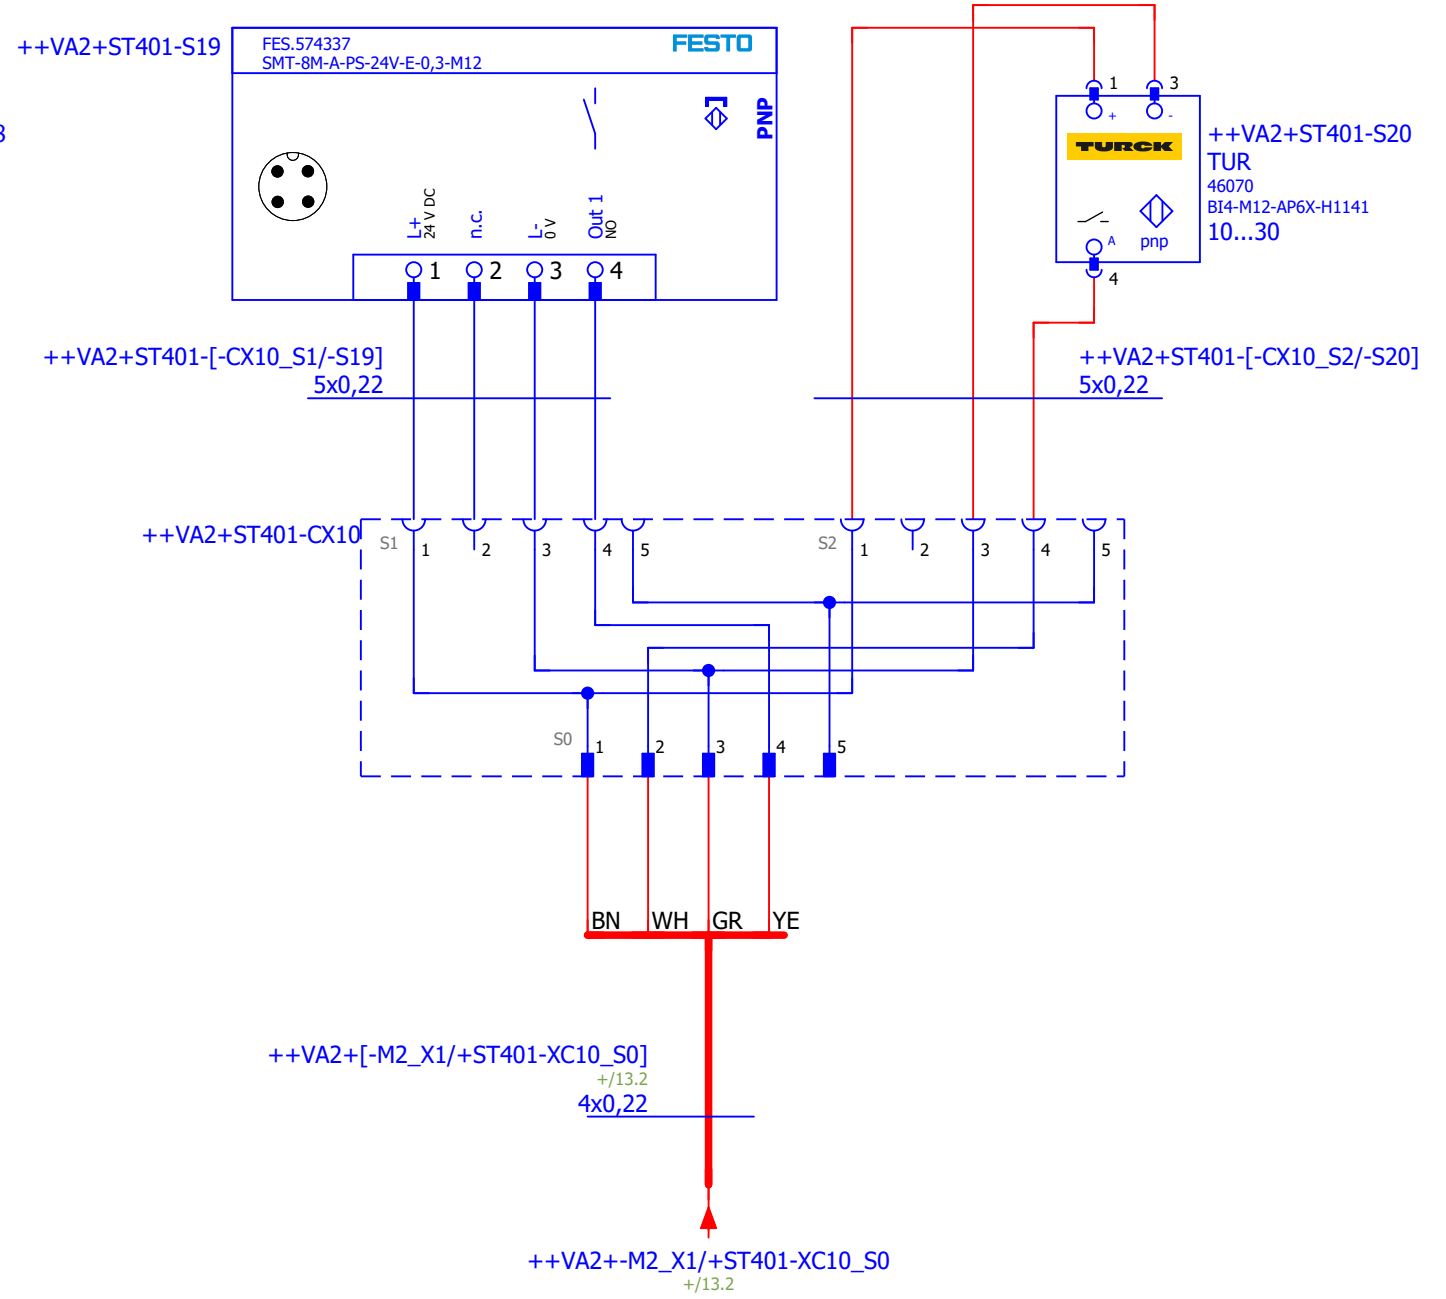 ++VA2+ST401-S19
FES.574337
SMT-8M-A-PS-24V-E-0,3-M12
FESTO
PNP
L+
24 V DC
n.c.
L-
0 V
Out 1
NO
1 2 3 4
3
1 3
+ -
TURCK
A
pnp
4
++VA2+ST401-S20
TUR
46070
BI4-M12-AP6X-H1141
10...30
++VA2+ST401-[-CX10_S1/-S19]
5x0,22
++VA2+ST401-[-CX10_S2/-S20]
5x0,22
++VA2+ST401-CX10
S1 1 2 3 4 5 S2 1 2 3 4 5
S0 1 2 3 4 5
BN WH GR YE
++VA2+[-M2_X1/+ST401-XC10_S0]
+/13.2
4x0,22
++VA2+-M2_X1/+ST401-XC10_S0
+/13.2